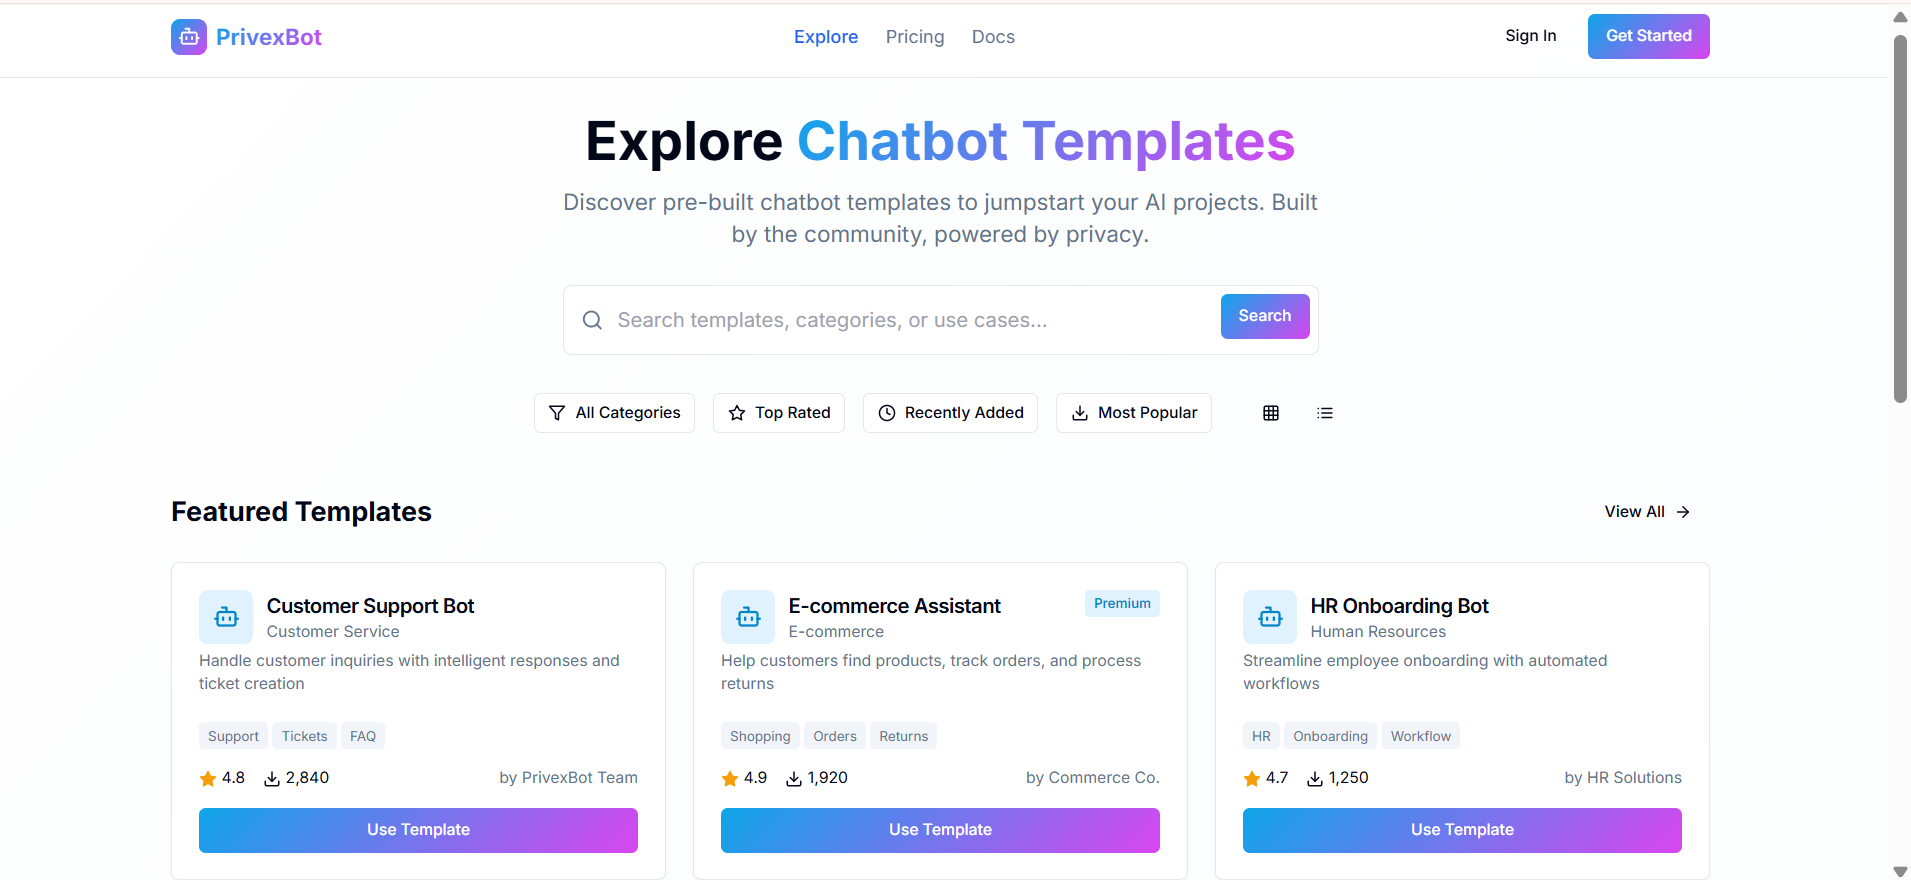 PrivexBot
Explore
Pricing
Docs
Sign In
Get Started
Explore Chatbot Templates
Discover pre-built chatbot templates to jumpstart your AI projects. Built
by the community, powered by privacy.
Search templates, categories, or use cases...
Search
All Categories
Top Rated
Recently Added
Most Popular
Featured Templates
View All
Customer Support Bot
Customer Service
Handle customer inquiries with intelligent responses and
ticket creation
Support
Tickets
FAQ
4.8
2,840
by PrivexBot Team
Use Template
E-commerce Assistant
Premium
E-commerce
Help customers find products, track orders, and process
returns
Shopping
Orders
Returns
4.9
1,920
by Commerce Co.
Use Template
HR Onboarding Bot
Human Resources
Streamline employee onboarding with automated
workflows
HR
Onboarding
Workflow
4.7
1,250
by HR Solutions
Use Template